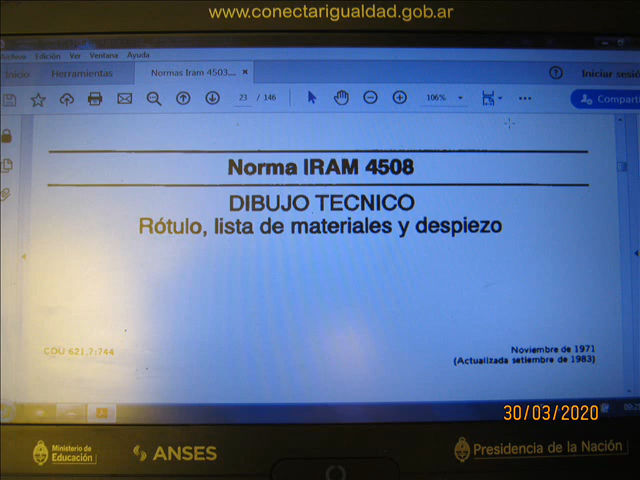 www.conectarigualdad.gob.ar
Archivo Edición Ver Ventana Ayuda
Inicio Herramientas Normas Iram 4503... × Iniciar sesió
23 / 146 106% Comparti
Norma IRAM 4508
DIBUJO TECNICO
Rótulo, lista de materiales y despiezo
CDU 621.7:744
Noviembre de 1971
(Actualizada setiembre de 1983)
30/03/2020
Ministerio de
Educación
ANSES
Presidencia de la Nación